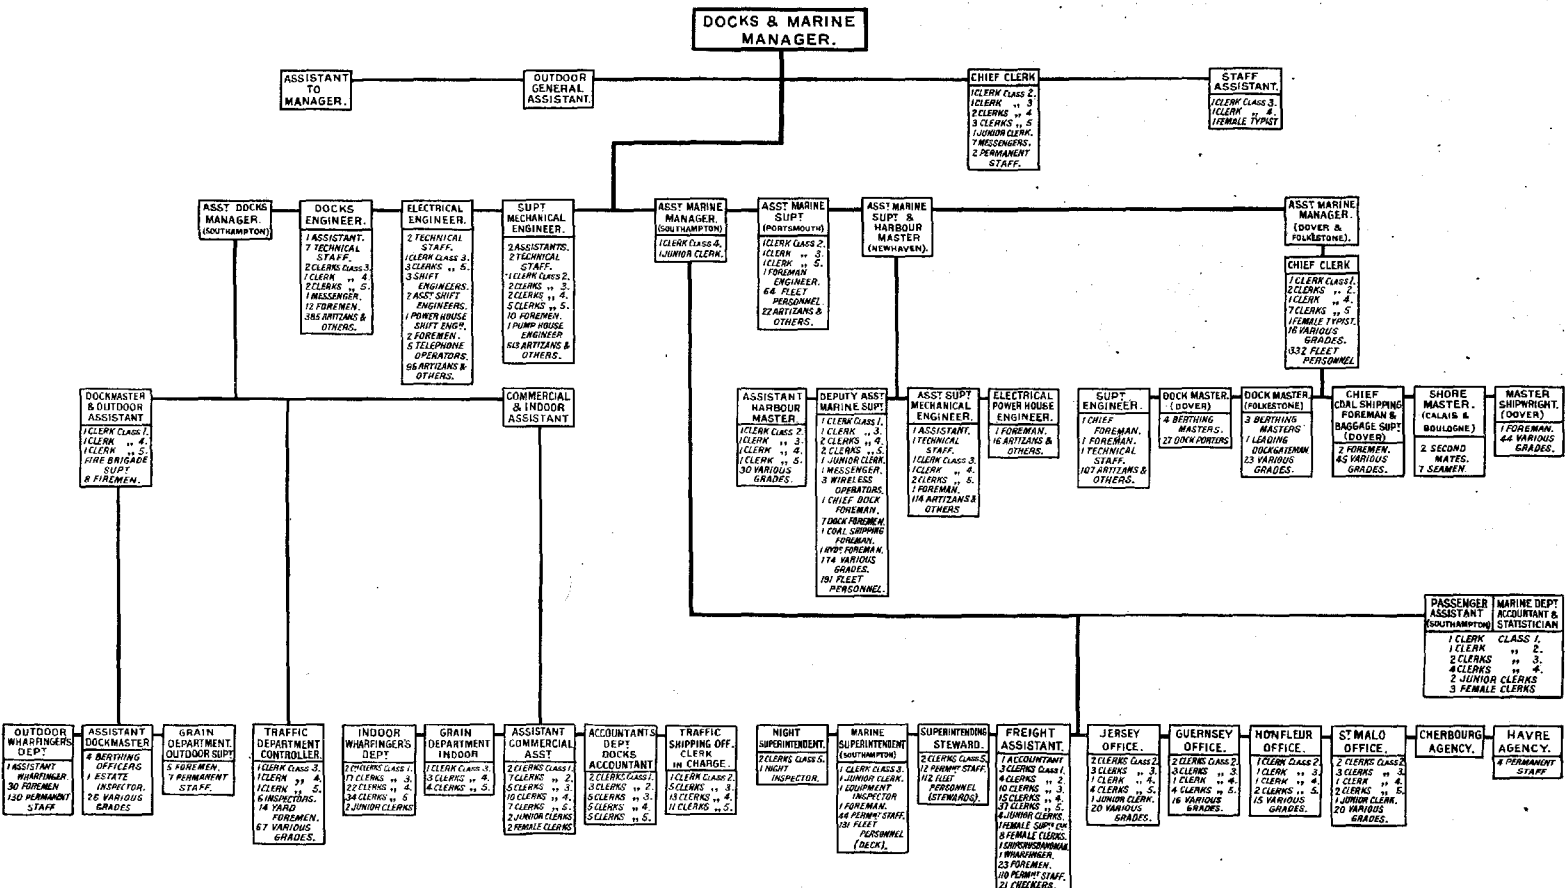 DOCKS & MARINE
MANAGER.
ASSISTANT
TO
MANAGER.
OUTDOOR
GENERAL
ASSISTANT.
CHIEF CLERK
1 CLERK CLASS 2.
1 CLERK ,, 3
2 CLERKS ,, 4
3 CLERKS ,, 5
1 JUNIOR CLERK.
7 MESSENGERS.
2 PERMANENT
STAFF.
STAFF
ASSISTANT.
1 CLERK CLASS 3.
1 CLERK ,, 4.
1 FEMALE TYPIST
ASST DOCKS
MANAGER.
(SOUTHAMPTON)
DOCKS
ENGINEER.
1 ASSISTANT.
7 TECHNICAL
STAFF.
2 CLERKS CLASS 3.
1 CLERK ,, 4.
2 CLERKS ,, 5.
1 MESSENGER.
12 FOREMEN.
385 ARTIZANS &
OTHERS.
ELECTRICAL
ENGINEER.
2 TECHNICAL
STAFF.
1 CLERK CLASS 3.
3 CLERKS ,, 5.
3 SHIFT
ENGINEERS.
2 ASST SHIFT
ENGINEERS.
1 POWER HOUSE
SHIFT ENGR.
2 FOREMEN.
5 TELEPHONE
OPERATORS.
96 ARTIZANS &
OTHERS.
SUPT
MECHANICAL
ENGINEER.
2 ASSISTANTS.
2 TECHNICAL
STAFF.
1 CLERK CLASS 2.
2 CLERKS ,, 3.
2 CLERKS ,, 4.
5 CLERKS ,, 5.
10 FOREMEN.
1 PUMP HOUSE
ENGINEER
513 ARTIZANS &
OTHERS.
ASST MARINE
MANAGER.
(SOUTHAMPTON)
1 CLERK CLASS 4.
1 JUNIOR CLERK.
ASST MARINE
SUPT
(PORTSMOUTH)
1 CLERK CLASS 2.
1 CLERK ,, 3.
1 CLERK ,, 5.
1 FOREMAN
ENGINEER.
64 FLEET
PERSONNEL
22 ARTIZANS &
OTHERS.
ASST MARINE
SUPT &
HARBOUR
MASTER
(NEWHAVEN).
ASST MARINE
MANAGER.
(DOVER &
FOLKESTONE).
CHIEF CLERK
1 CLERK CLASS 1.
2 CLERKS ,, 2.
1 CLERK ,, 4.
7 CLERKS ,, 5
1 FEMALE TYPIST.
16 VARIOUS
GRADES.
332 FLEET
PERSONNEL
DOCKMASTER
& OUTDOOR
ASSISTANT
1 CLERK CLASS 1.
1 CLERK ,, 4.
1 CLERK ,, 5.
FIRE BRIGADE
SUPT
8 FIREMEN.
COMMERCIAL
& INDOOR
ASSISTANT
ASSISTANT
HARBOUR
MASTER.
1 CLERK CLASS 2.
1 CLERK ,, 3.
1 CLERK ,, 4.
1 CLERK ,, 5.
30 VARIOUS
GRADES.
DEPUTY ASST
MARINE SUPT.
1 CLERK CLASS 1.
1 CLERK ,, 3.
2 CLERKS ,, 4.
2 CLERKS ,, 5.
1 JUNIOR CLERK.
1 MESSENGER.
3 WIRELESS
OPERATORS.
1 CHIEF DOCK
FOREMAN.
7 DOCK FOREMEN.
1 COAL SHIPPING
FOREMAN.
1 HYDC FOREMAN.
174 VARIOUS
GRADES.
191 FLEET
PERSONNEL.
ASST SUPT
MECHANICAL
ENGINEER.
1 ASSISTANT.
1 TECHNICAL
STAFF.
1 CLERK CLASS 3.
1 CLERK ,, 4.
2 CLERKS ,, 5.
1 FOREMAN.
114 ARTIZANS &
OTHERS
ELECTRICAL
POWER HOUSE
ENGINEER.
1 FOREMAN.
16 ARTIZANS &
OTHERS.
SUPT
ENGINEER.
1 CHIEF
FOREMAN.
1 FOREMAN.
1 TECHNICAL
STAFF.
107 ARTIZANS &
OTHERS.
DOCK MASTER.
(DOVER)
4 BERTHING
MASTERS.
27 DOCK PORTERS
DOCK MASTER.
(FOLKESTONE)
3 BERTHING
MASTERS
1 LEADING
DOCKGATEMAN.
23 VARIOUS
GRADES.
CHIEF
COAL SHIPPING
FOREMAN &
BAGGAGE SUPT
(DOVER)
2 FOREMEN.
45 VARIOUS
GRADES.
SHORE
MASTER.
(CALAIS &
BOULOGNE)
2 SECOND
MATES.
7 SEAMEN.
MASTER
SHIPWRIGHT.
(DOVER)
1 FOREMAN.
44 VARIOUS
GRADES.
PASSENGER
ASSISTANT
(SOUTHAMPTON)
MARINE DEPT
ACCOUNTANT &
STATISTICIAN
1 CLERK CLASS 1.
1 CLERK ,, 2.
2 CLERKS ,, 3.
4 CLERKS ,, 4.
2 JUNIOR CLERKS
3 FEMALE CLERKS
OUTDOOR
WHARFINGER'S
DEPT
1 ASSISTANT
WHARFINGER.
30 FOREMEN
130 PERMANENT
STAFF
ASSISTANT
DOCKMASTER
4 BERTHING
OFFICERS
1 ESTATE
INSPECTOR.
26 VARIOUS
GRADES
GRAIN
DEPARTMENT.
OUTDOOR SUPT
5 FOREMEN.
7 PERMANENT
STAFF.
TRAFFIC
DEPARTMENT
CONTROLLER.
1 CLERK CLASS 3.
1 CLERK ,, 4.
1 CLERK ,, 5.
6 INSPECTORS.
14 YARD
FOREMEN.
67 VARIOUS
GRADES.
INDOOR
WHARFINGER'S
DEPT
2 CLERKS CLASS 1.
17 CLERKS ,, 3.
22 CLERKS ,, 4.
34 CLERKS ,, 5
2 JUNIOR CLERKS
GRAIN
DEPARTMENT
INDOOR
1 CLERK CLASS 3.
3 CLERKS ,, 4.
4 CLERKS ,, 5.
ASSISTANT
COMMERCIAL
ASST
2 CLERKS CLASS 1.
7 CLERKS ,, 2.
5 CLERKS ,, 3.
10 CLERKS ,, 4.
7 CLERKS ,, 5.
2 JUNIOR CLERKS
2 FEMALE CLERKS
ACCOUNTANTS
DEPT
DOCKS
ACCOUNTANT
2 CLERKS CLASS 1.
3 CLERKS ,, 2.
5 CLERKS ,, 3.
5 CLERKS ,, 4.
5 CLERKS ,, 5.
TRAFFIC
SHIPPING OFF.
CLERK
IN CHARGE.
1 CLERK CLASS 2.
5 CLERKS ,, 3.
13 CLERKS ,, 4.
11 CLERKS ,, 5.
NIGHT
SUPERINTENDENT.
2 CLERKS CLASS 5.
1 NIGHT
INSPECTOR.
MARINE
SUPERINTENDENT
(SOUTHAMPTON)
1 CLERK CLASS 3.
1 JUNIOR CLERK.
1 EQUIPMENT
INSPECTOR
1 FOREMAN.
44 PERMNT STAFF.
131 FLEET
PERSONNEL
(DECK).
SUPERINTENDING
STEWARD.
2 CLERKS CLASS 5.
12 PERMNT STAFF.
112 FLEET
PERSONNEL
(STEWARDS).
FREIGHT
ASSISTANT.
1 ACCOUNTANT
3 CLERKS CLASS 1.
4 CLERKS ,, 2.
10 CLERKS ,, 3.
15 CLERKS ,, 4.
37 CLERKS ,, 5.
4 JUNIOR CLERKS.
1 FEMALE SUPG CLK
8 FEMALE CLERKS.
1 SHIPSHUSBANDMAN.
1 WHARFINGER.
23 FOREMEN.
110 PERMNT STAFF.
21 CHECKERS.
JERSEY
OFFICE.
2 CLERKS CLASS 2.
3 CLERKS ,, 3.
4 CLERKS ,, 4.
4 CLERKS ,, 5.
1 JUNIOR CLERK.
20 VARIOUS
GRADES.
GUERNSEY
OFFICE.
2 CLERKS CLASS 2.
3 CLERKS ,, 3.
4 CLERKS ,, 4.
4 CLERKS ,, 5.
16 VARIOUS
GRADES.
HONFLEUR
OFFICE.
1 CLERK CLASS 2.
1 CLERK ,, 3.
1 CLERK ,, 4.
2 CLERKS ,, 5.
15 VARIOUS
GRADES.
ST MALO
OFFICE.
2 CLERKS CLASS 2.
3 CLERKS ,, 3.
1 CLERK ,, 4.
2 CLERKS ,, 5.
1 JUNIOR CLERK.
20 VARIOUS
GRADES.
CHERBOURG
AGENCY.
HAVRE
AGENCY.
4 PERMANENT
STAFF